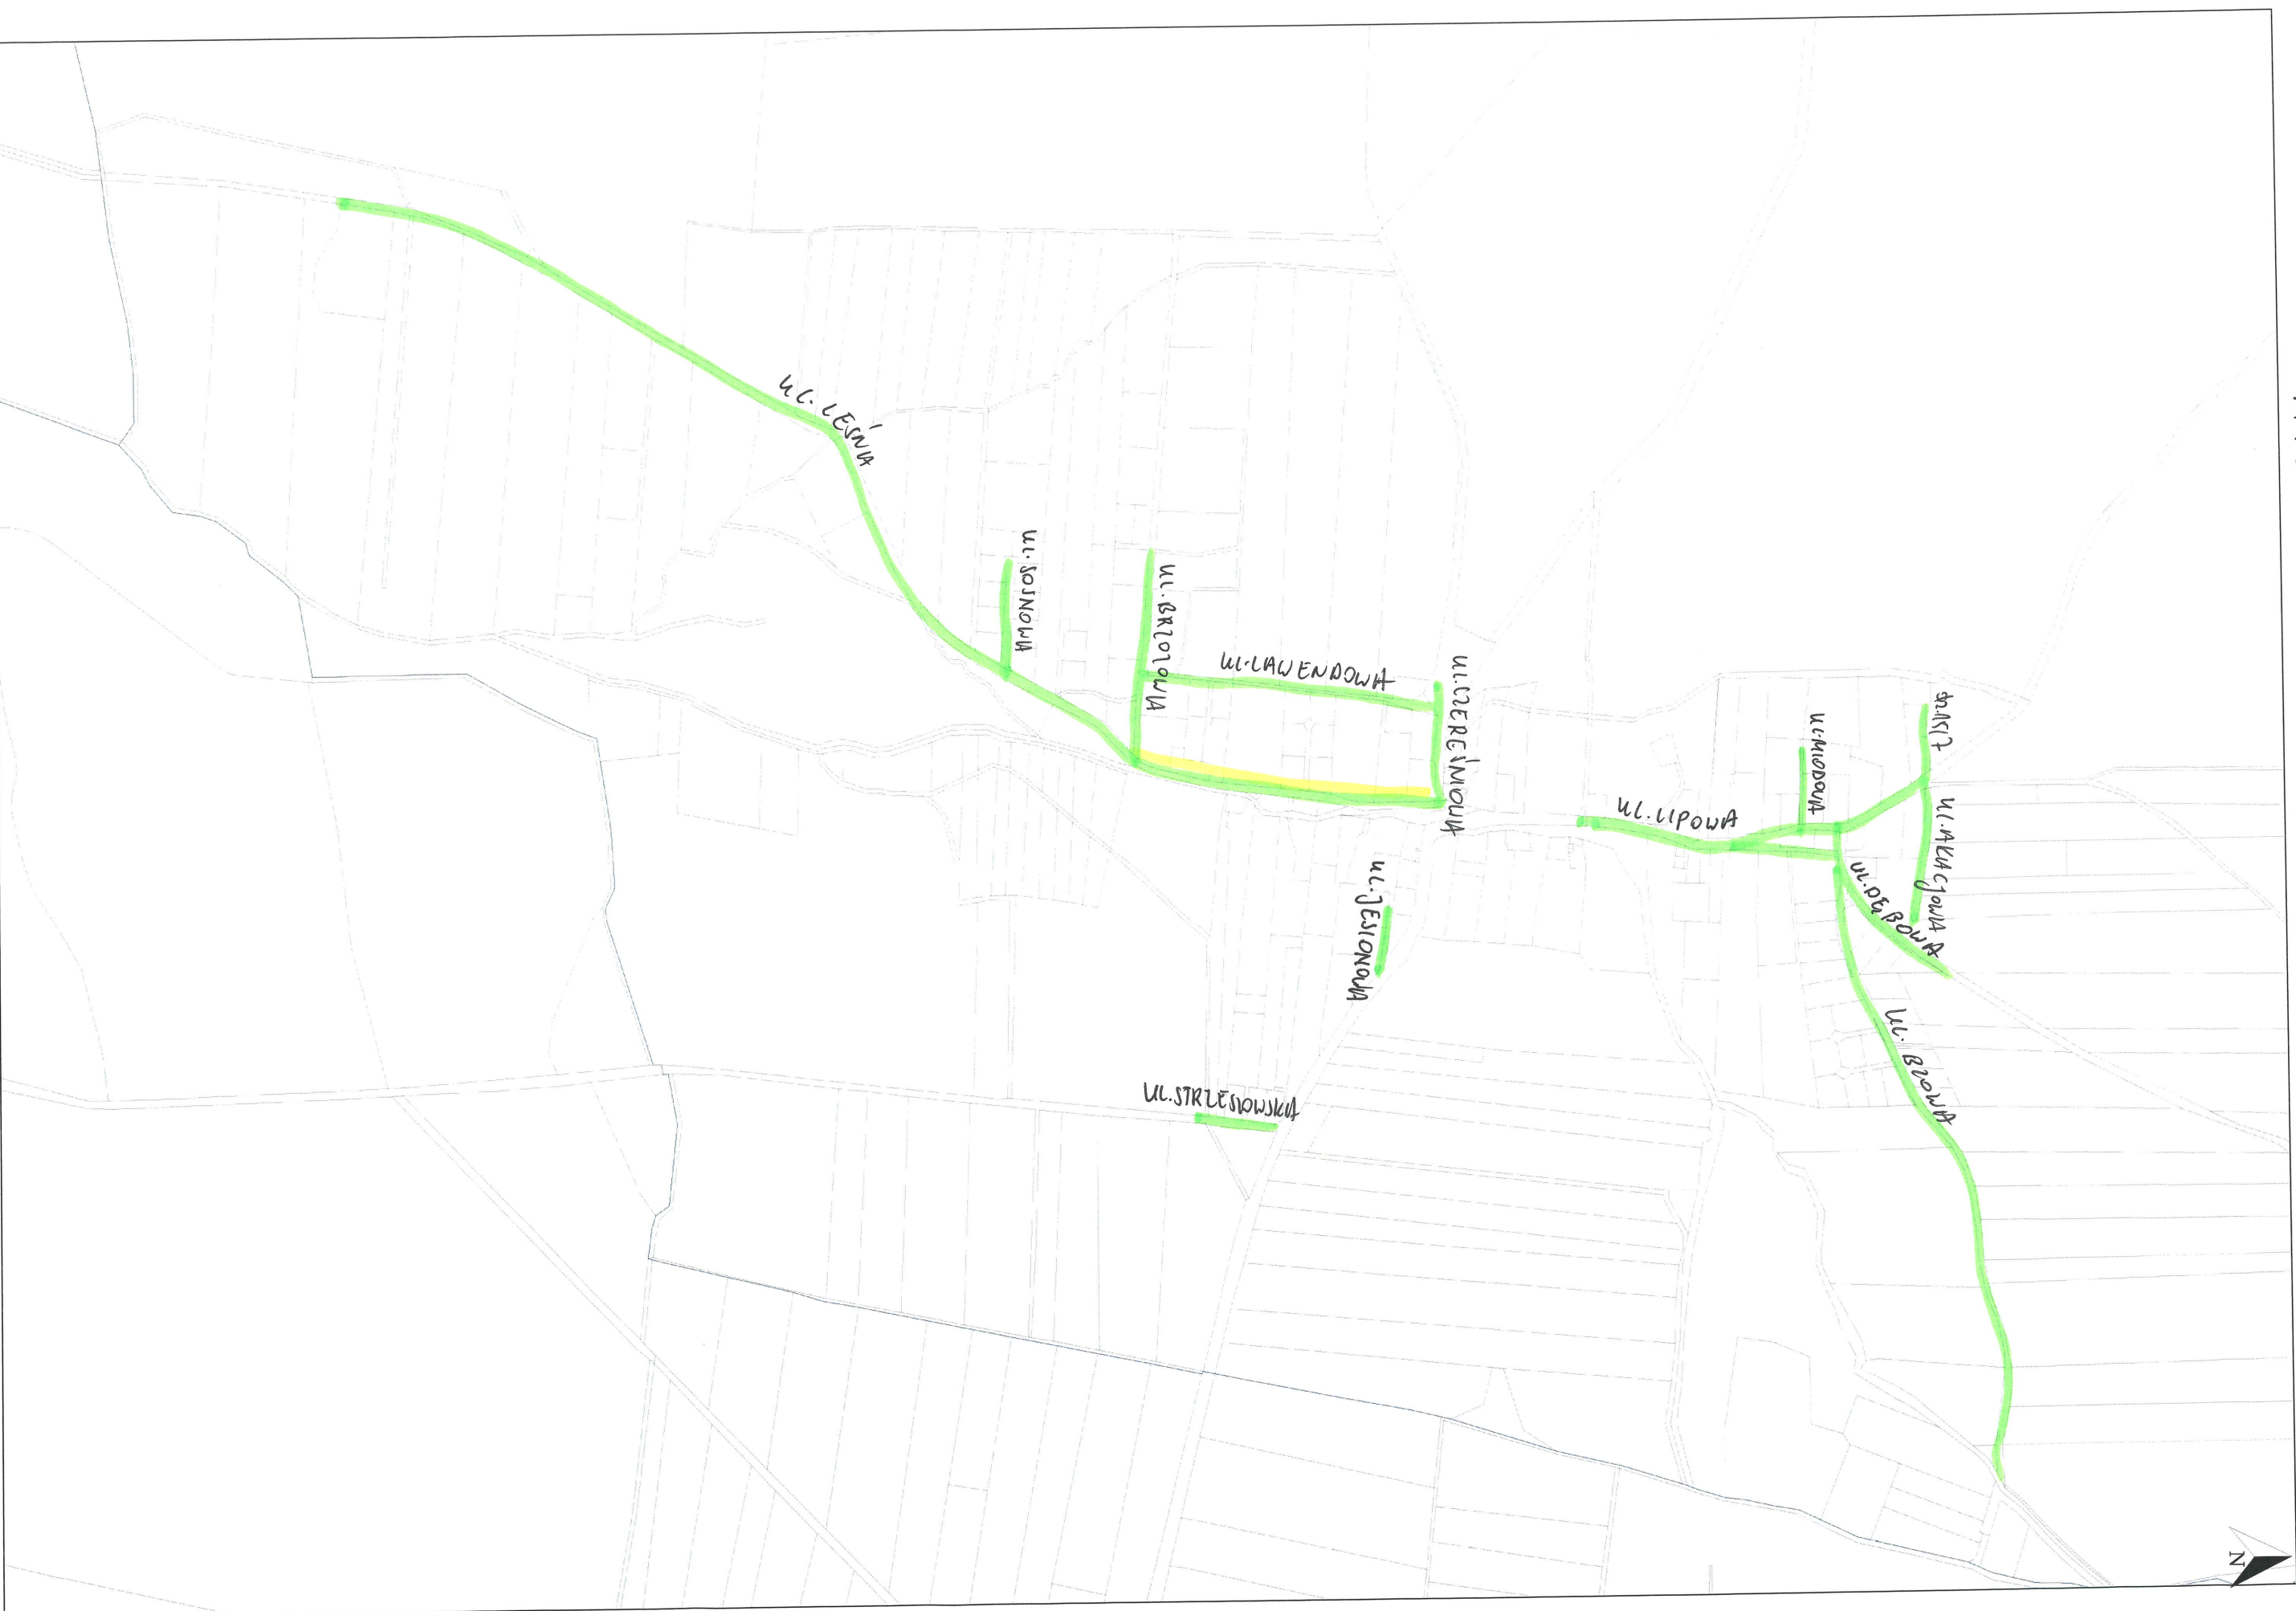 UL. LEŚNA
UL. SOSNOWA
UL. BRZOZOWA
UL. LAWENDOWA
UL. CZEREŚNIOWA
UL. LIPOWA
UL. MIODOWA
UL. AKACJOWA
UL. DĘBOWA
UL. JESIONOWA
UL. BZOWA
UL. STRZESZOWSKA
N